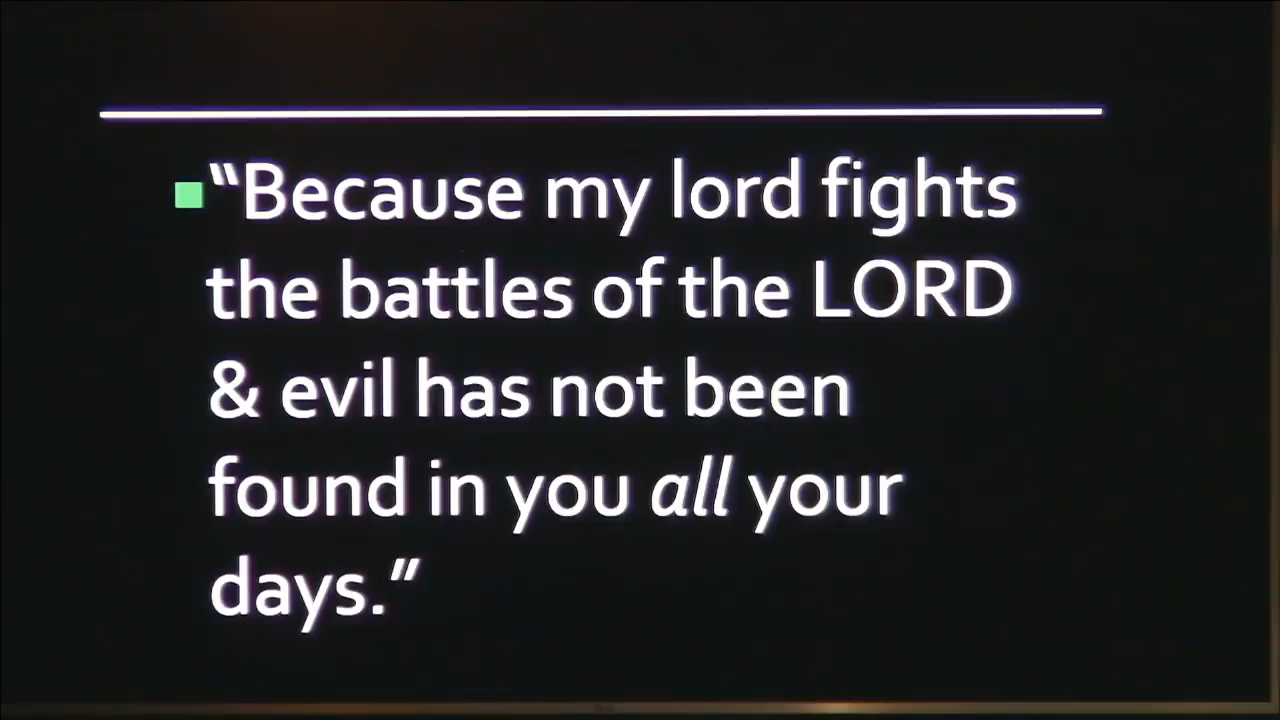 “Because my lord fights
the battles of the LORD
& evil has not been
found in you all your
days.”